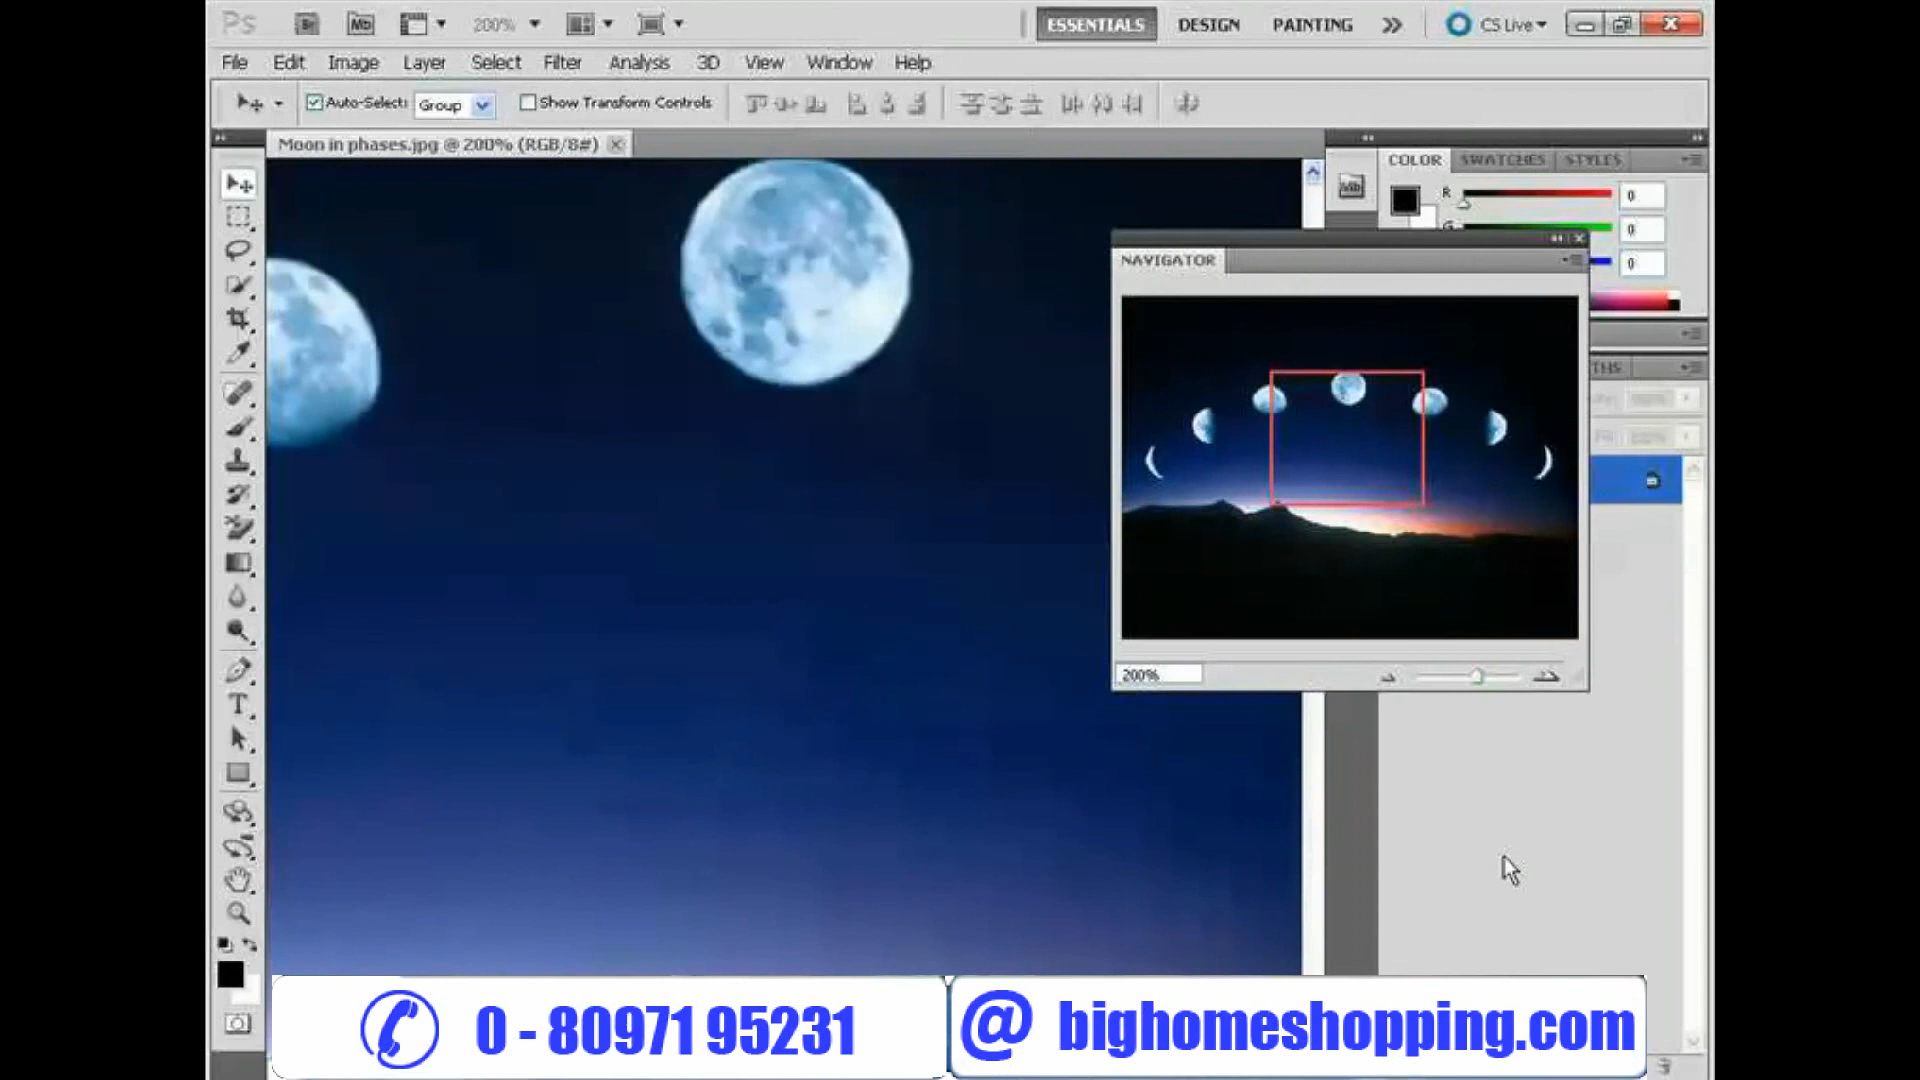 Ps Br Mb 200% ESSENTIALS DESIGN PAINTING CS Live
File Edit Image Layer Select Filter Analysis 3D View Window Help
Auto-Select: Group Show Transform Controls
Moon in phases.jpg @ 200% (RGB/8#)
COLOR SWATCHES STYLES
Mb
R 0
G 0
0
NAVIGATOR
THS
200%
T
0 - 80971 95231
@ bighomeshopping.com